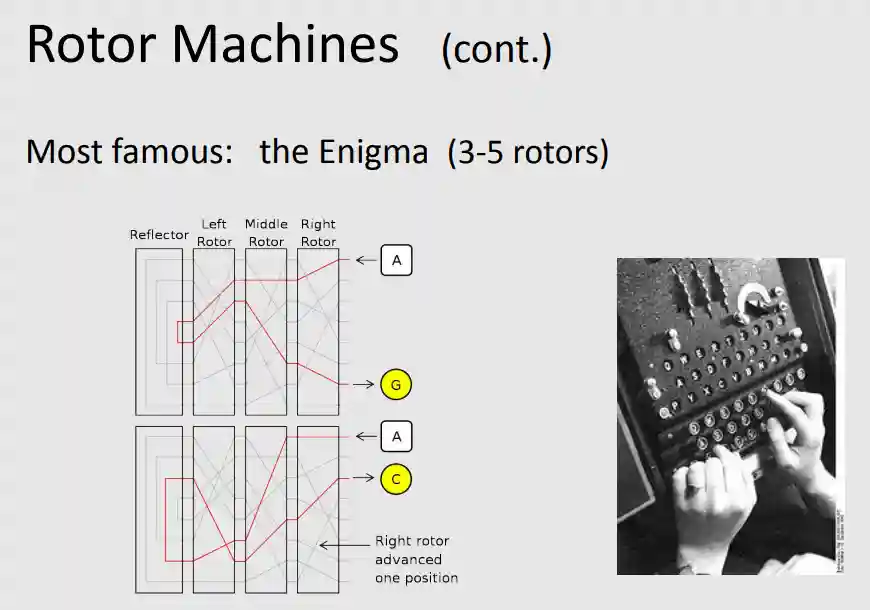 Rotor Machines (cont.)
Most famous: the Enigma (3-5 rotors)
Reflector
Left Rotor
Middle Rotor
Right Rotor
A
G
A
C
Right rotor
advanced
one position